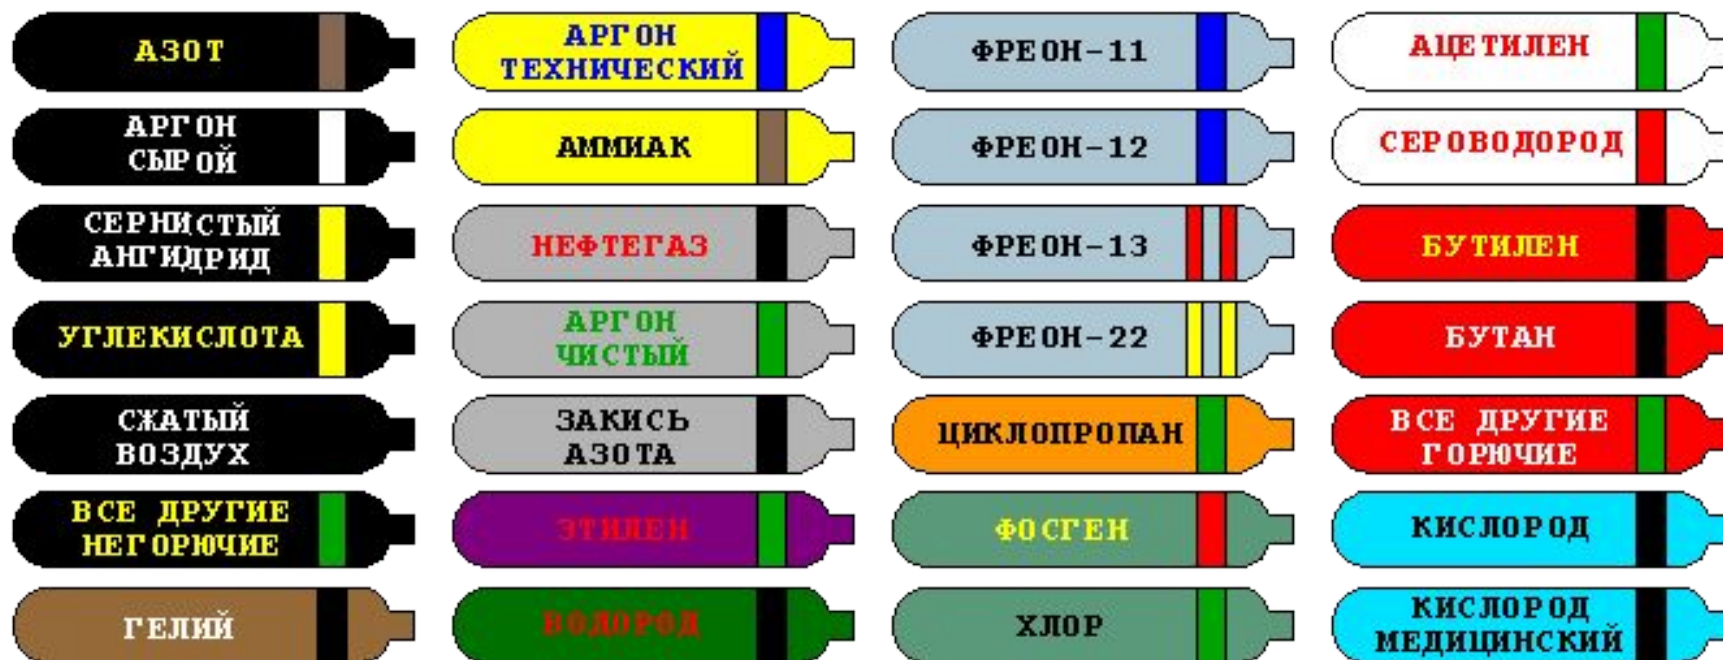 АЗОТ
АРГОН
СЫРОЙ
СЕРНИСТЫЙ
АНГИДРИД
УГЛЕКИСЛОТА
СЖАТЫЙ
ВОЗДУХ
ВСЕ ДРУГИЕ
НЕГОРЮЧИЕ
ГЕЛИЙ
АРГОН
ТЕХНИЧЕСКИЙ
АММИАК
НЕФТЕГАЗ
АРГОН
ЧИСТЫЙ
ЗАКИСЬ
АЗОТА
ЭТИЛЕН
ВОДОРОД
ФРЕОН-11
ФРЕОН-12
ФРЕОН-13
ФРЕОН-22
ЦИКЛОПРОПАН
ФОСГЕН
ХЛОР
АЦЕТИЛЕН
СЕРОВОДОРОД
БУТИЛЕН
БУТАН
ВСЕ ДРУГИЕ
ГОРЮЧИЕ
КИСЛОРОД
КИСЛОРОД
МЕДИЦИНСКИЙ